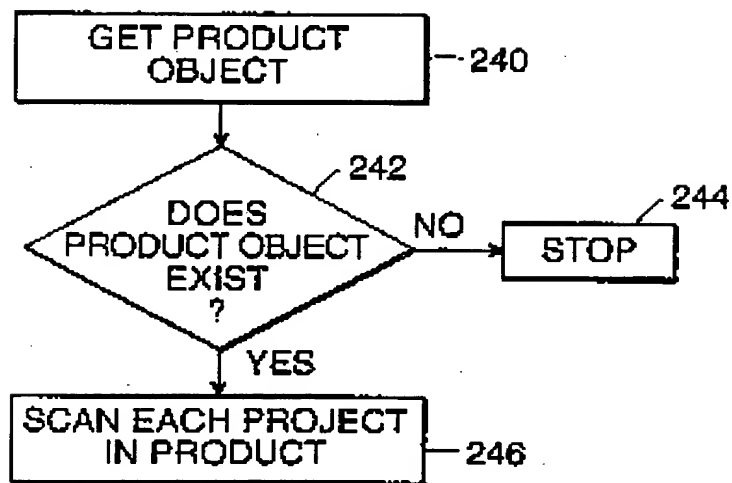 GET PRODUCT
OBJECT
240
242
DOES
PRODUCT OBJECT
EXIST
?
NO
244
STOP
YES
SCAN EACH PROJECT
IN PRODUCT
246